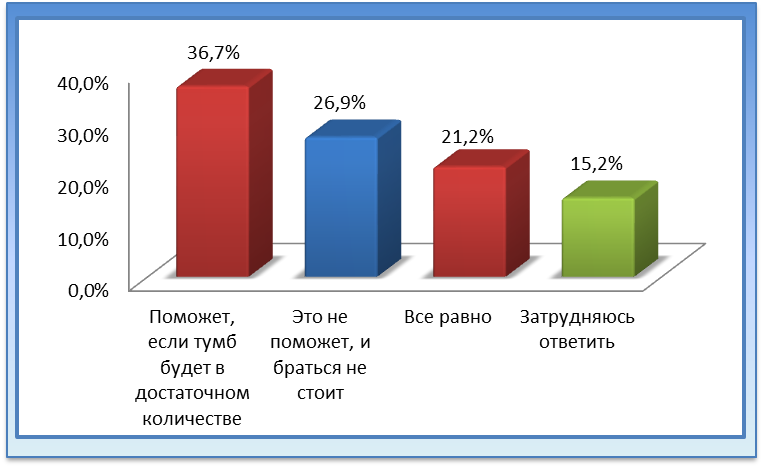 36,7%
26,9%
21,2%
15,2%
40,0%
30,0%
20,0%
10,0%
0,0%
Поможет,
если тумб
будет в
достаточном
количестве
Это не
поможет, и
браться не
стоит
Все равно
Затрудняюсь
ответить